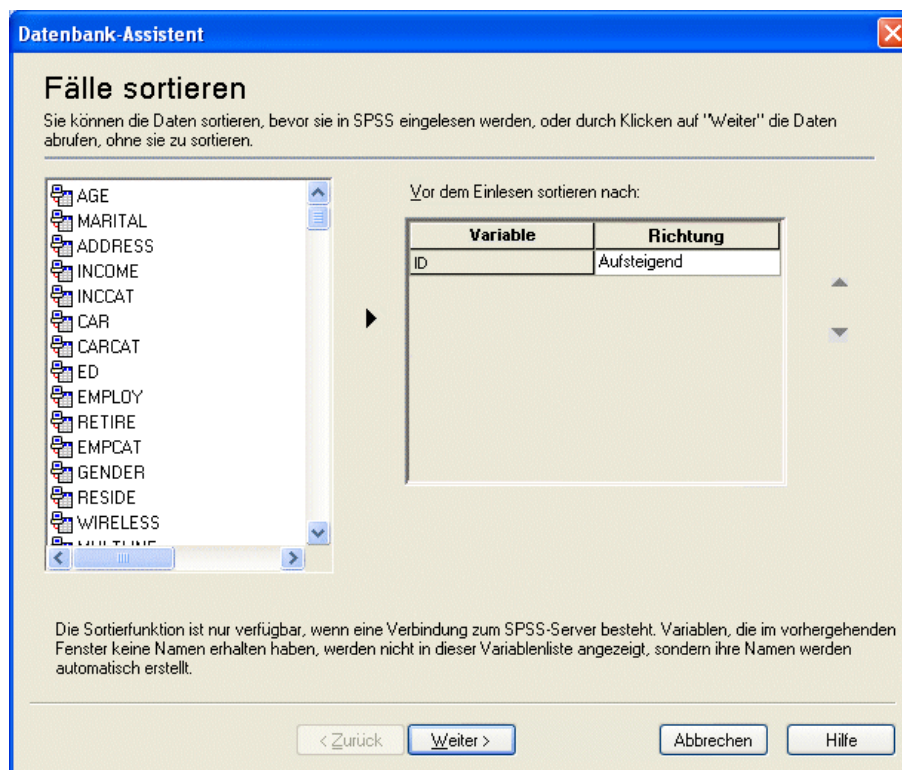 Datenbank-Assistent
Fälle sortieren
Sie können die Daten sortieren, bevor sie in SPSS eingelesen werden, oder durch Klicken auf "Weiter" die Daten
abrufen, ohne sie zu sortieren.
AGE
MARITAL
ADDRESS
INCOME
INCCAT
CAR
CARCAT
ED
EMPLOY
RETIRE
EMPCAT
GENDER
RESIDE
WIRELESS
MULTLINE
Vor dem Einlesen sortieren nach:
Variable Richtung
ID Aufsteigend
Die Sortierfunktion ist nur verfügbar, wenn eine Verbindung zum SPSS-Server besteht. Variablen, die im vorhergehenden
Fenster keine Namen erhalten haben, werden nicht in dieser Variablenliste angezeigt, sondern ihre Namen werden
automatisch erstellt.
< Zurück Weiter > Abbrechen Hilfe